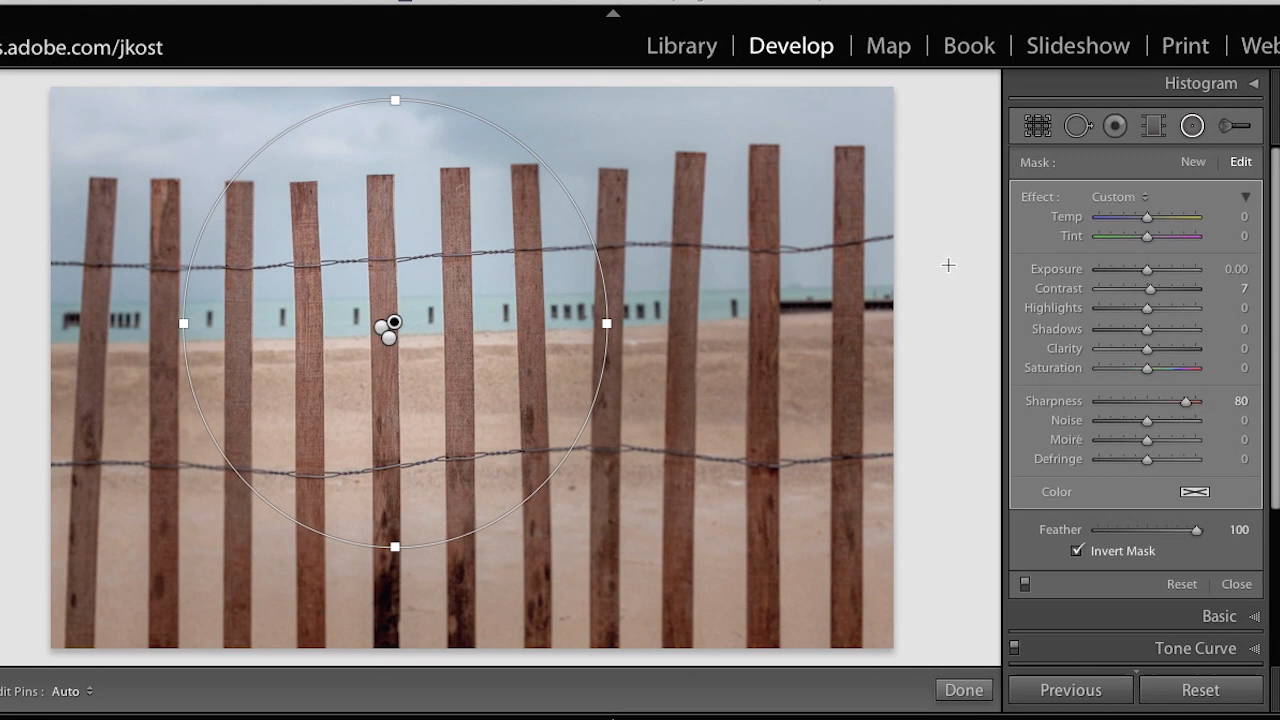 s.adobe.com/jkost
Library | Develop | Map | Book | Slideshow | Print | Web
Histogram
Mask : New Edit
Effect : Custom
Temp 0
Tint 0
Exposure 0.00
Contrast 7
Highlights 0
Shadows 0
Clarity 0
Saturation 0
Sharpness 80
Noise 0
Moiré 0
Defringe 0
Color
Feather 100
Invert Mask
Reset Close
Basic
Tone Curve
dit Pins : Auto Done Previous Reset